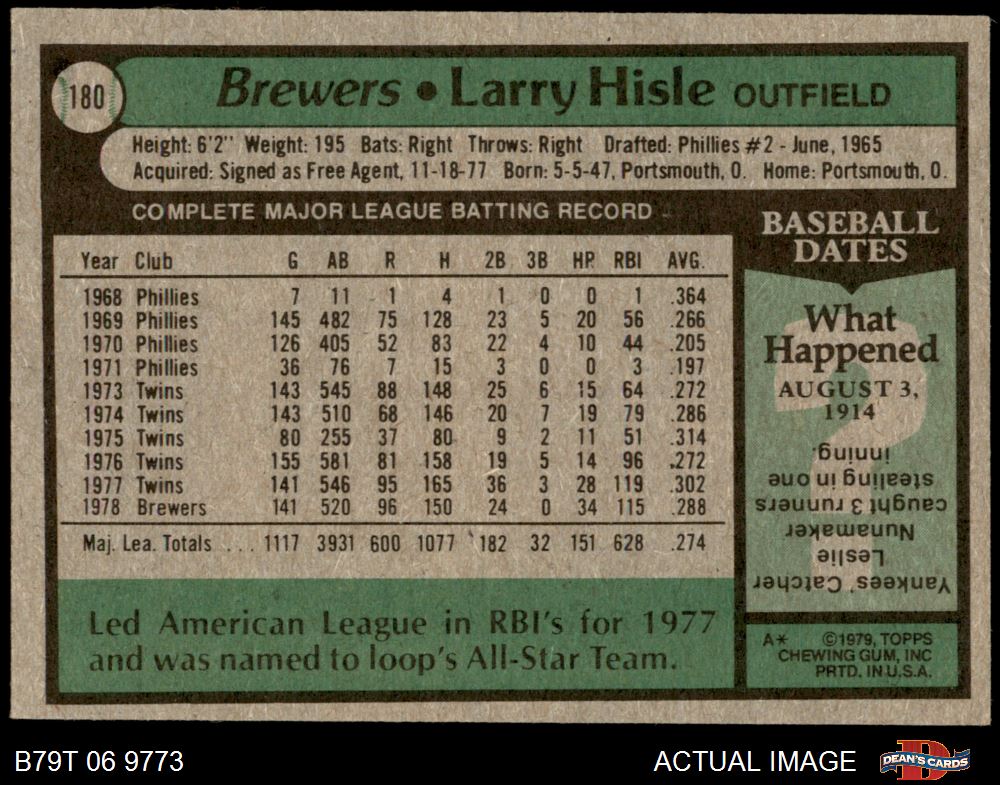 180
Brewers • Larry Hisle OUTFIELD
Height: 6'2" Weight: 195 Bats: Right Throws: Right Drafted: Phillies #2 - June, 1965
Acquired: Signed as Free Agent, 11-18-77 Born: 5-5-47, Portsmouth, O. Home: Portsmouth, O.
COMPLETE MAJOR LEAGUE BATTING RECORD
Year Club G AB R H 2B 3B HR RBI AVG.
1968 Phillies 7 11 1 4 1 0 0 1 .364
1969 Phillies 145 482 75 128 23 5 20 56 .266
1970 Phillies 126 405 52 83 22 4 10 44 .205
1971 Phillies 36 76 7 15 3 0 0 3 .197
1973 Twins 143 545 88 148 25 6 15 64 .272
1974 Twins 143 510 68 146 20 7 19 79 .286
1975 Twins 80 255 37 80 9 2 11 51 .314
1976 Twins 155 581 81 158 19 5 14 96 .272
1977 Twins 141 546 95 165 36 3 28 119 .302
1978 Brewers 141 520 96 150 24 0 34 115 .288
Maj. Lea. Totals ... 1117 3931 600 1077 182 32 151 628 .274
Led American League in RBI's for 1977
and was named to loop's All-Star Team.
BASEBALL
DATES
What
Happened
AUGUST 3,
1914
?
Yankees' Catcher
Leslie
Nunamaker
caught 3 runners
stealing in one
inning.
A* ©1979, TOPPS
CHEWING GUM, INC
PRTD. IN U.S.A.
B79T 06 9773
ACTUAL IMAGE
D
DEAN'S CARDS